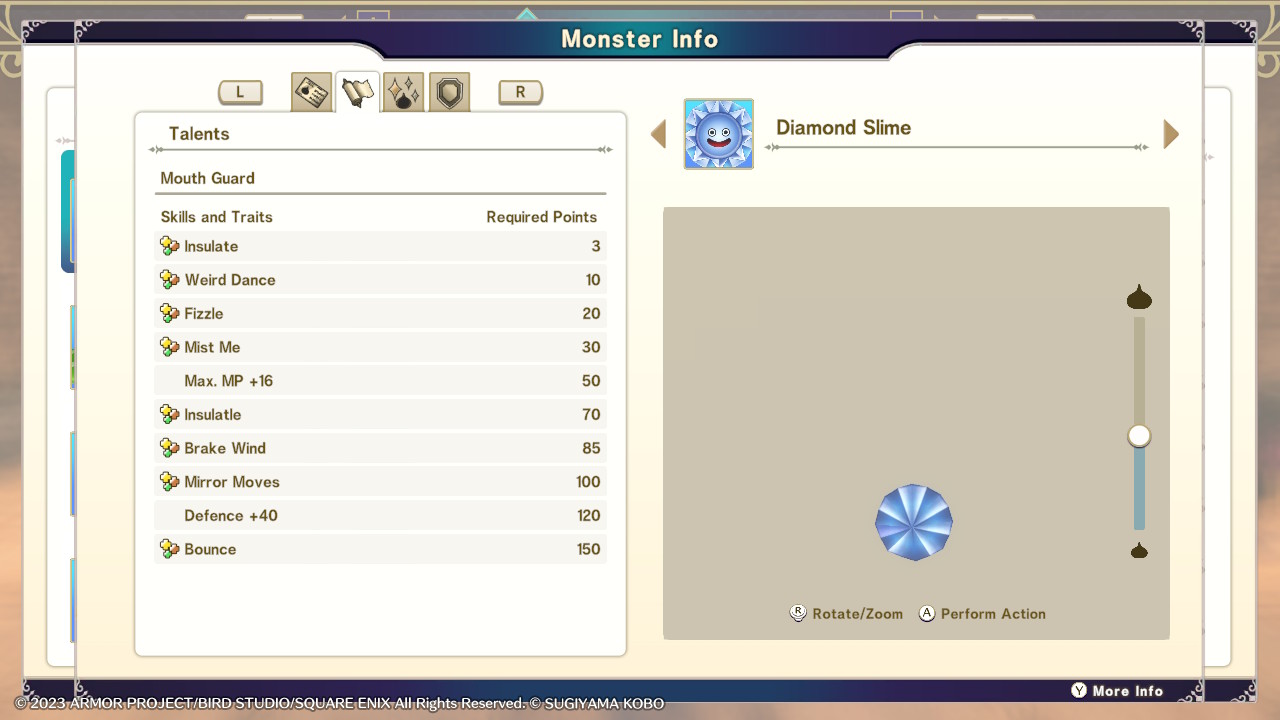 Monster Info
L
R
Talents
Mouth Guard
Skills and Traits Required Points
Insulate 3
Weird Dance 10
Fizzle 20
Mist Me 30
Max. MP +16 50
Insulatle 70
Brake Wind 85
Mirror Moves 100
Defence +40 120
Bounce 150
Diamond Slime
R Rotate/Zoom A Perform Action
Y More Info
© 2023 ARMOR PROJECT/BIRD STUDIO/SQUARE ENIX All Rights Reserved. © SUGIYAMA KOBO